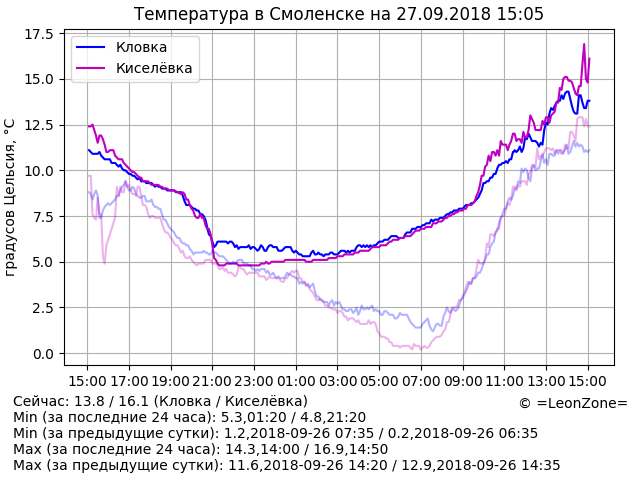 Температура в Смоленске на 27.09.2018 15:05
Кловка
Киселёвка
градусов Цельсия, °C
17.5
15.0
12.5
10.0
7.5
5.0
2.5
0.0
15:00 17:00 19:00 21:00 23:00 01:00 03:00 05:00 07:00 09:00 11:00 13:00 15:00
Сейчас: 13.8 / 16.1 (Кловка / Киселёвка)
© =LeonZone=
Min (за последние 24 часа): 5.3,01:20 / 4.8,21:20
Min (за предыдущие сутки): 1.2,2018-09-26 07:35 / 0.2,2018-09-26 06:35
Max (за последние 24 часа): 14.3,14:00 / 16.9,14:50
Max (за предыдущие сутки): 11.6,2018-09-26 14:20 / 12.9,2018-09-26 14:35